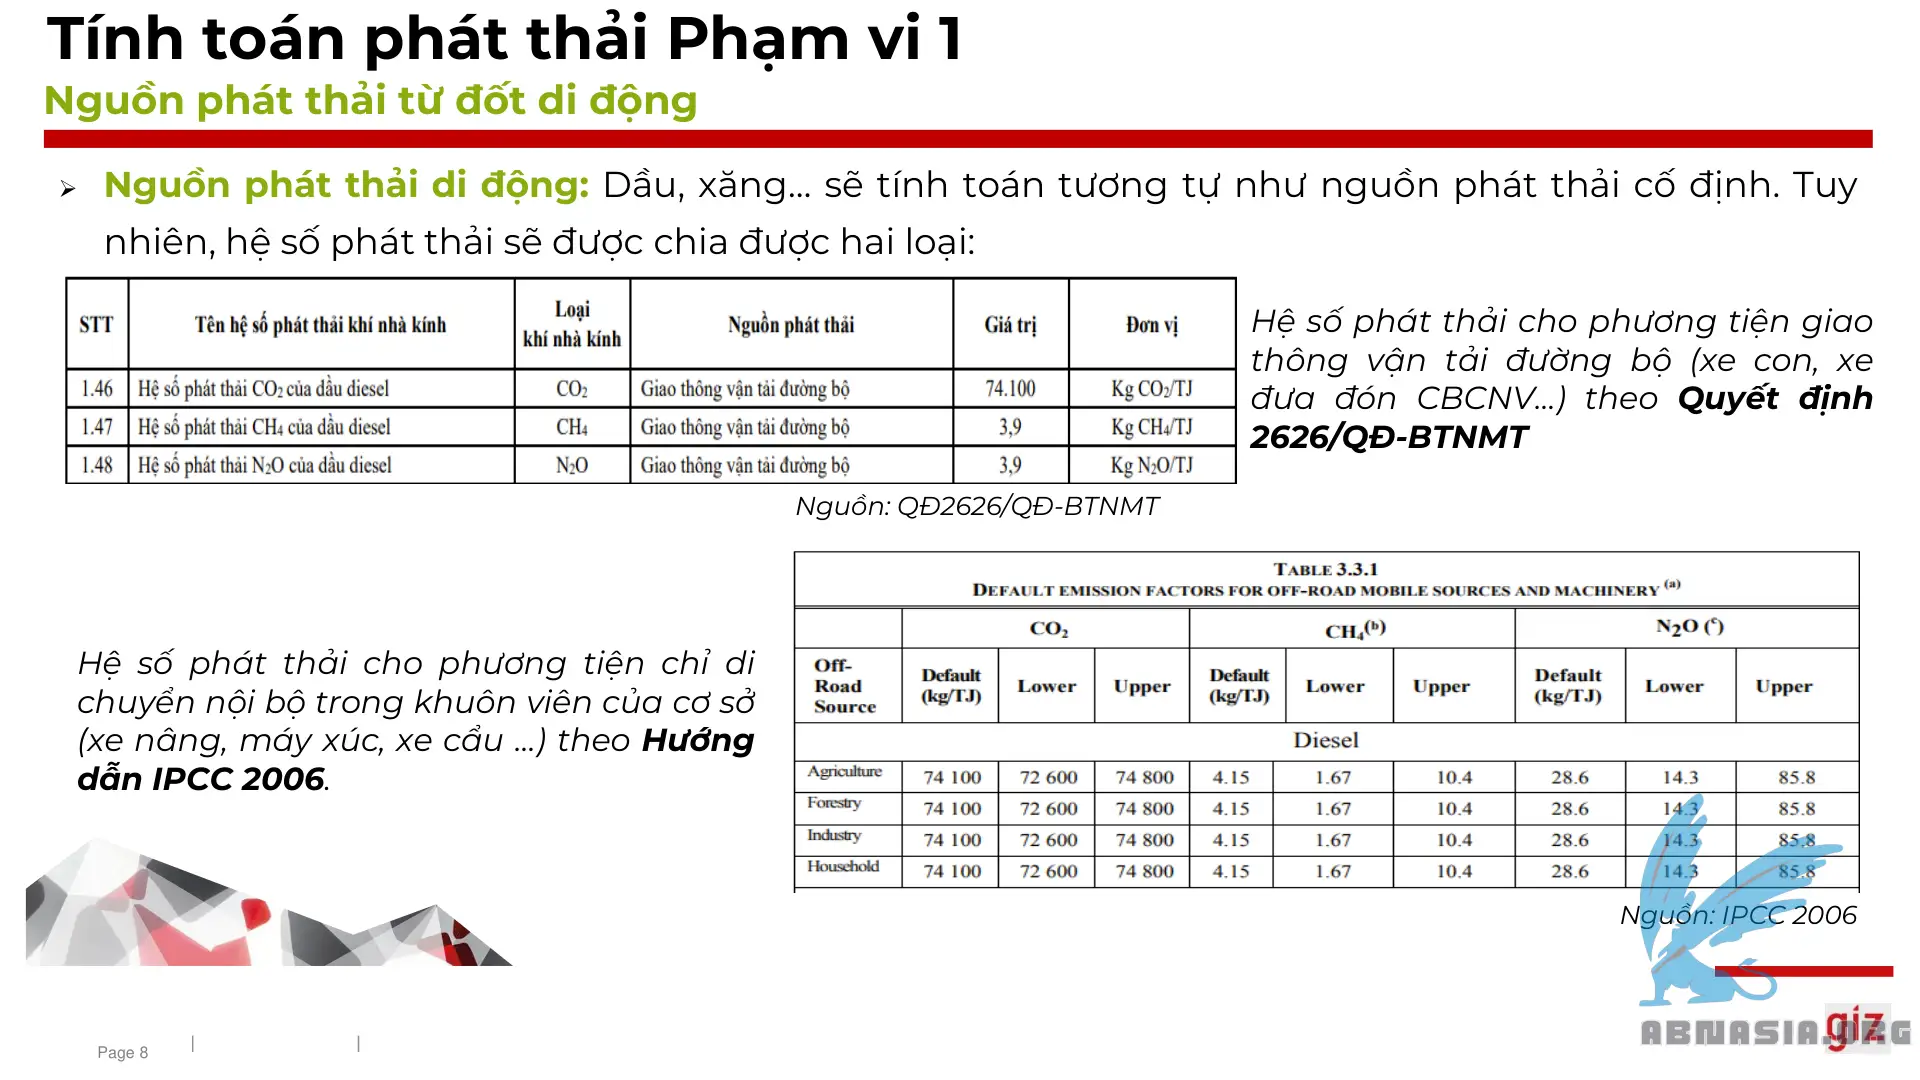 Tính toán phát thải Phạm vi 1
Nguồn phát thải từ đốt di động
➢ Nguồn phát thải di động: Dầu, xăng... sẽ tính toán tương tự như nguồn phát thải cố định. Tuy
nhiên, hệ số phát thải sẽ được chia được hai loại:
STT Tên hệ số phát thải khí nhà kính Loại khí nhà kính Nguồn phát thải Giá trị Đơn vị
1.46 Hệ số phát thải CO₂ của dầu diesel CO₂ Giao thông vận tải đường bộ 74.100 Kg CO₂/TJ
1.47 Hệ số phát thải CH₄ của dầu diesel CH₄ Giao thông vận tải đường bộ 3,9 Kg CH₄/TJ
1.48 Hệ số phát thải N₂O của dầu diesel N₂O Giao thông vận tải đường bộ 3,9 Kg N₂O/TJ
Nguồn: QĐ2626/QĐ-BTNMT
Hệ số phát thải cho phương tiện giao
thông vận tải đường bộ (xe con, xe
đưa đón CBCNV...) theo Quyết định
2626/QĐ-BTNMT
Hệ số phát thải cho phương tiện chỉ di
chuyển nội bộ trong khuôn viên của cơ sở
(xe nâng, máy xúc, xe cẩu ...) theo Hướng
dẫn IPCC 2006.
TABLE 3.3.1
DEFAULT EMISSION FACTORS FOR OFF-ROAD MOBILE SOURCES AND MACHINERY (a)
CO₂ CH₄(b) N₂O (c)
Off-Road Source Default (kg/TJ) Lower Upper Default (kg/TJ) Lower Upper Default (kg/TJ) Lower Upper
Diesel
Agriculture 74 100 72 600 74 800 4.15 1.67 10.4 28.6 14.3 85.8
Forestry 74 100 72 600 74 800 4.15 1.67 10.4 28.6 14.3 85.8
Industry 74 100 72 600 74 800 4.15 1.67 10.4 28.6 14.3 85.8
Household 74 100 72 600 74 800 4.15 1.67 10.4 28.6 14.3 85.8
Nguồn: IPCC 2006
Page 8 | |
giz
ABNASIA.ORG